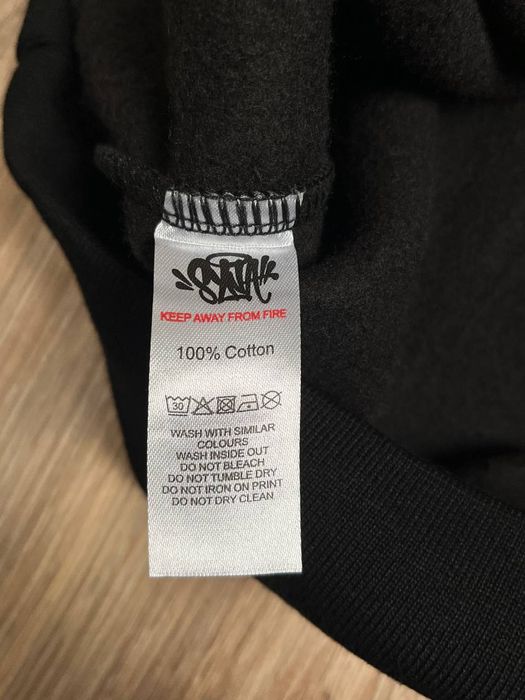 SYNA
KEEP AWAY FROM FIRE
100% Cotton
30
WASH WITH SIMILAR
COLOURS
WASH INSIDE OUT
DO NOT BLEACH
DO NOT TUMBLE DRY
DO NOT IRON ON PRINT
DO NOT DRY CLEAN